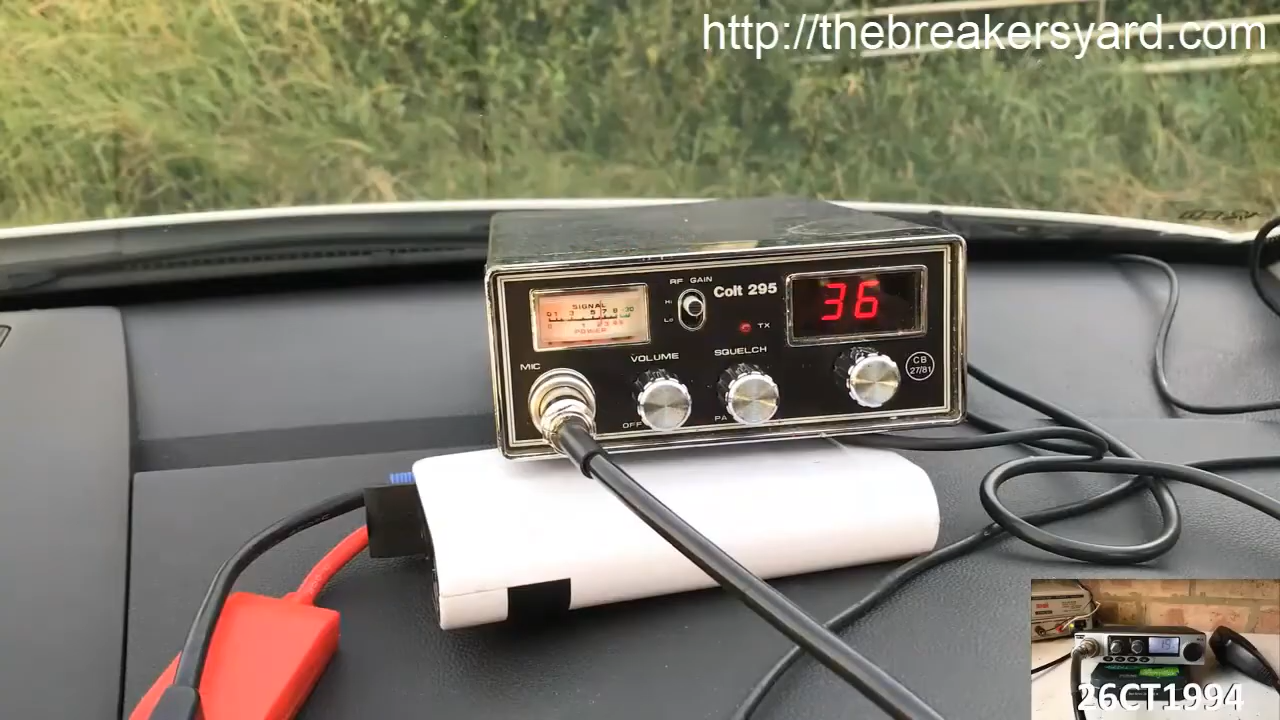 http://thebreakersyard.com
RF GAIN
Colt 295
36
SIGNAL
HI
LO
TX
POWER
VOLUME
SQUELCH
MIC
CB
27/81
OFF
PA
19
26CT1994